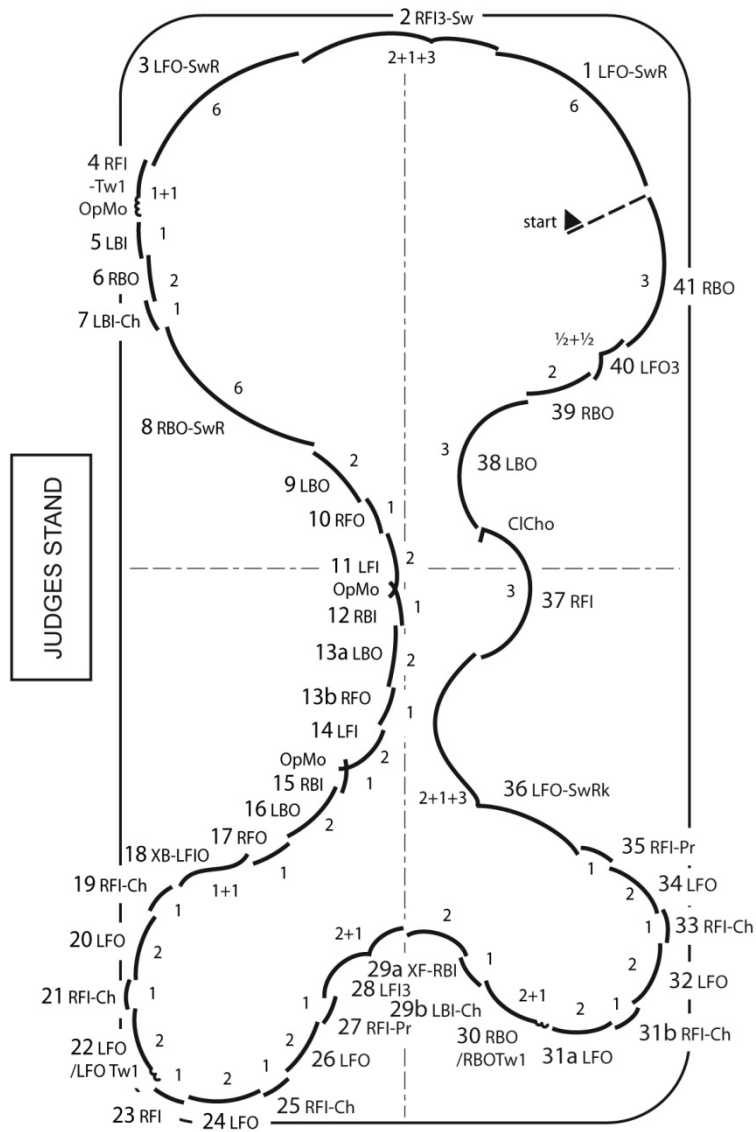 2 RFI3-Sw
3 LFO-SwR
2+1+3
1 LFO-SwR
6
6
4 RFI
-Tw1
OpMo
1+1
start
5 LBI
1
6 RBO
2
3
41 RBO
7 LBI-Ch
1
½+½
40 LFO3
2
39 RBO
6
8 RBO-SwR
3
38 LBO
2
9 LBO
10 RFO
1
ClCho
JUDGES STAND
11 LFI
2
OpMo
3
37 RFI
12 RBI
1
13a LBO
2
13b RFO
1
14 LFI
OpMo
2
15 RBI
1
36 LFO-SwRk
2+1+3
16 LBO
2
17 RFO
18 XB-LFIO
1
1+1
35 RFI-Pr
1
19 RFI-Ch
1
34 LFO
2
20 LFO
2
33 RFI-Ch
1
2+1
2
29a XF-RBI
1
32 LFO
2
21 RFI-Ch
1
28 LFI3
29b LBI-Ch
2+1
27 RFI-Pr
1
30 RBO
/RBOTw1
2
1
31b RFI-Ch
31a LFO
22 LFO
/LFO Tw1
2
26 LFO
2
1
1
2
25 RFI-Ch
23 RFI
24 LFO